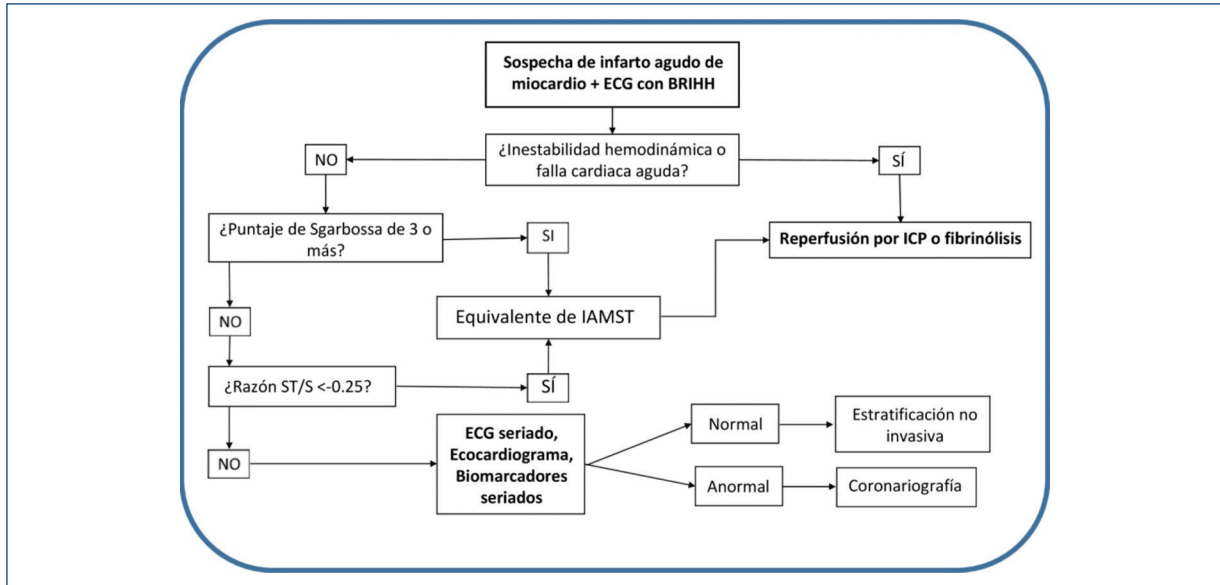 Sospecha de infarto agudo de
miocardio + ECG con BRIHH
¿Inestabilidad hemodinámica o
falla cardiaca aguda?
NO
SÍ
¿Puntaje de Sgarbossa de 3 o
más?
SI
Reperfusión por ICP o fibrinólisis
NO
Equivalente de IAMST
¿Razón ST/S <-0.25?
SÍ
NO
ECG seriado,
Ecocardiograma,
Biomarcadores
seriados
Normal
Estratificación no
invasiva
Anormal
Coronariografía